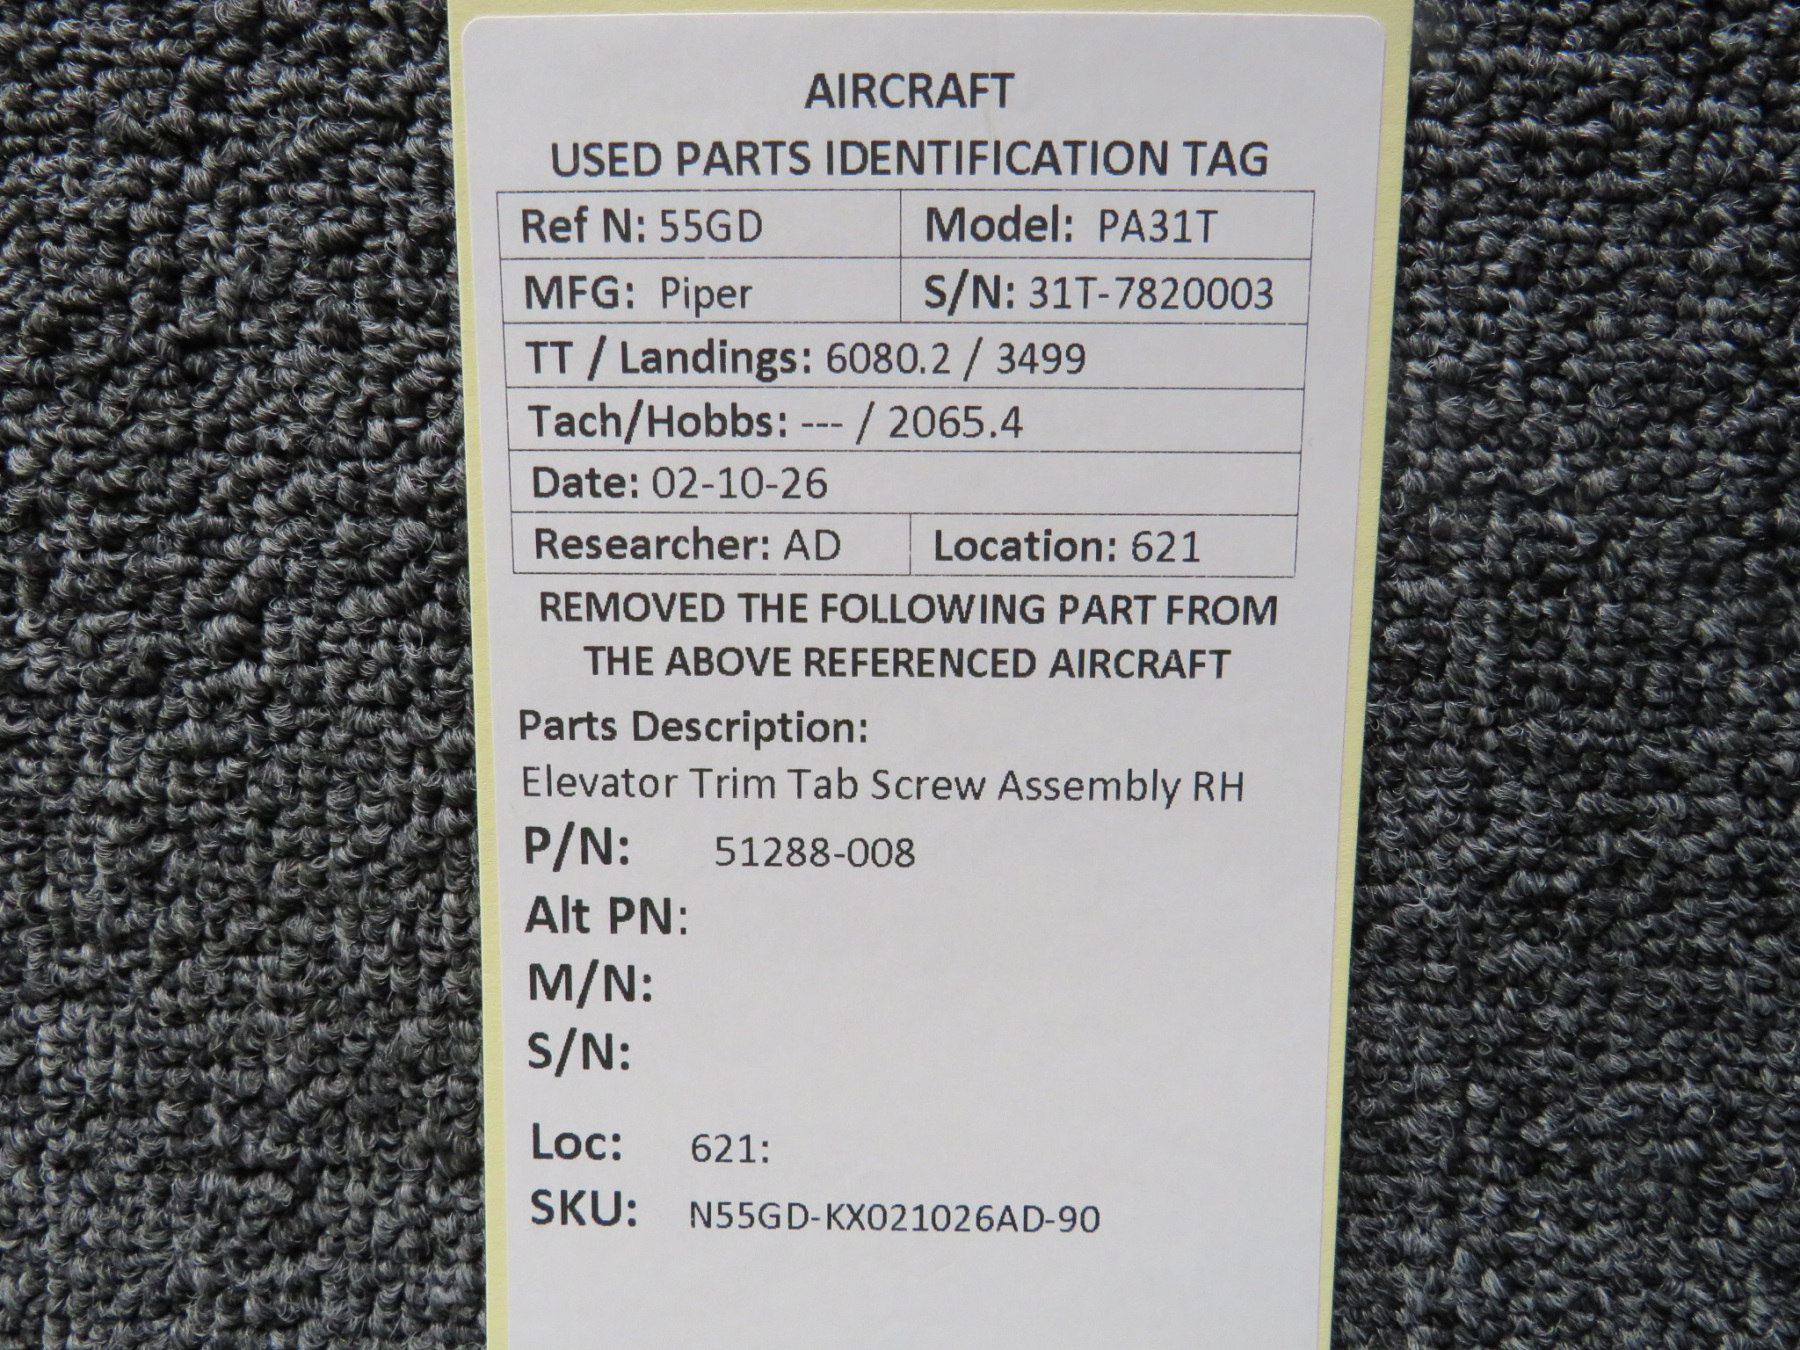 AIRCRAFT
USED PARTS IDENTIFICATION TAG
Ref N: 55GD Model: PA31T
MFG: Piper S/N: 31T-7820003
TT / Landings: 6080.2 / 3499
Tach/Hobbs: --- / 2065.4
Date: 02-10-26
Researcher: AD Location: 621
REMOVED THE FOLLOWING PART FROM
THE ABOVE REFERENCED AIRCRAFT
Parts Description:
Elevator Trim Tab Screw Assembly RH
P/N: 51288-008
Alt PN:
M/N:
S/N:
Loc: 621:
SKU: N55GD-KX021026AD-90